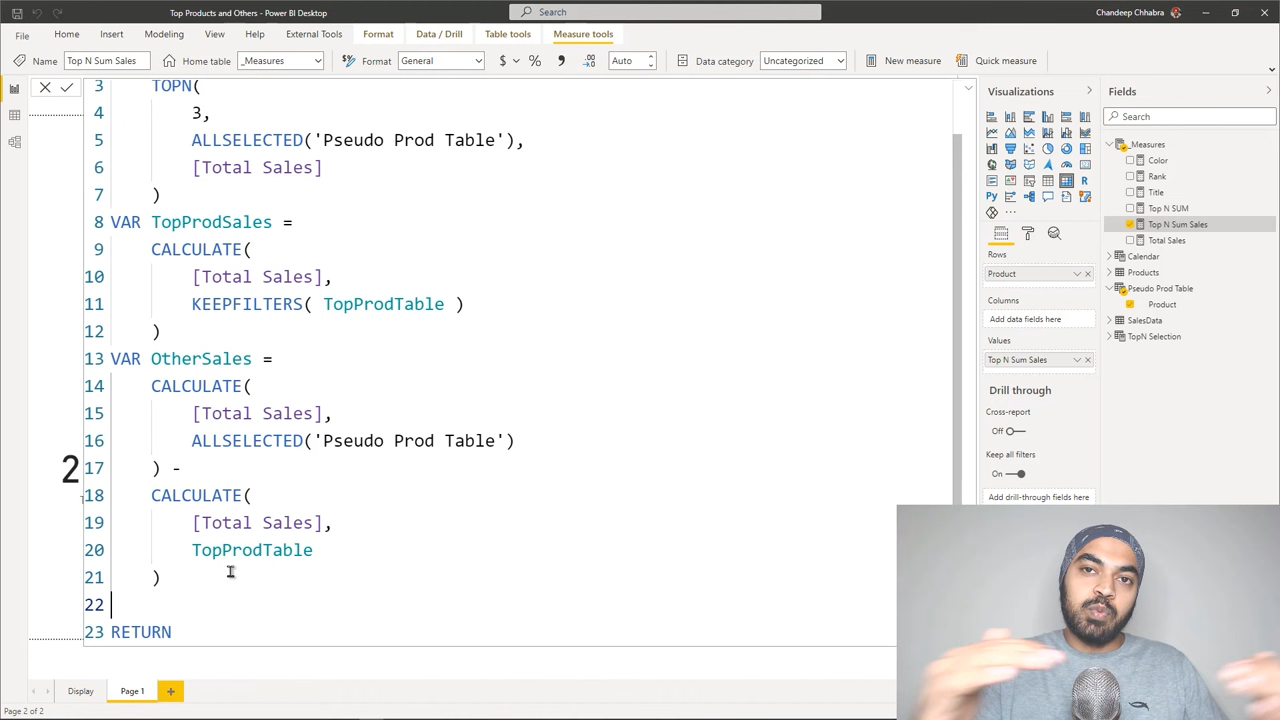 Top Products and Others - Power BI Desktop
Search
Chandeep Chhabra
File
Home
Insert
Modeling
View
Help
External Tools
Format
Data / Drill
Table tools
Measure tools
Name
Top N Sum Sales
Home table
_Measures
Format
General
$
%
Auto
Data category
Uncategorized
New measure
Quick measure
3 TOPN(
4 3,
5 ALLSELECTED('Pseudo Prod Table'),
6 [Total Sales]
7 )
8 VAR TopProdSales =
9 CALCULATE(
10 [Total Sales],
11 KEEPFILTERS( TopProdTable )
12 )
13 VAR OtherSales =
14 CALCULATE(
15 [Total Sales],
16 ALLSELECTED('Pseudo Prod Table')
17 ) -
18 CALCULATE(
19 [Total Sales],
20 TopProdTable
21 )
22
23 RETURN
2
Visualizations
Rows
Product
Columns
Add data fields here
Values
Top N Sum Sales
Drill through
Cross-report
Off
Keep all filters
On
Add drill-through fields here
Fields
Search
_Measures
Color
Rank
Title
Top N SUM
Top N Sum Sales
Total Sales
Calendar
Products
Pseudo Prod Table
Product
SalesData
TopN Selection
Display
Page 1
Page 2 of 2